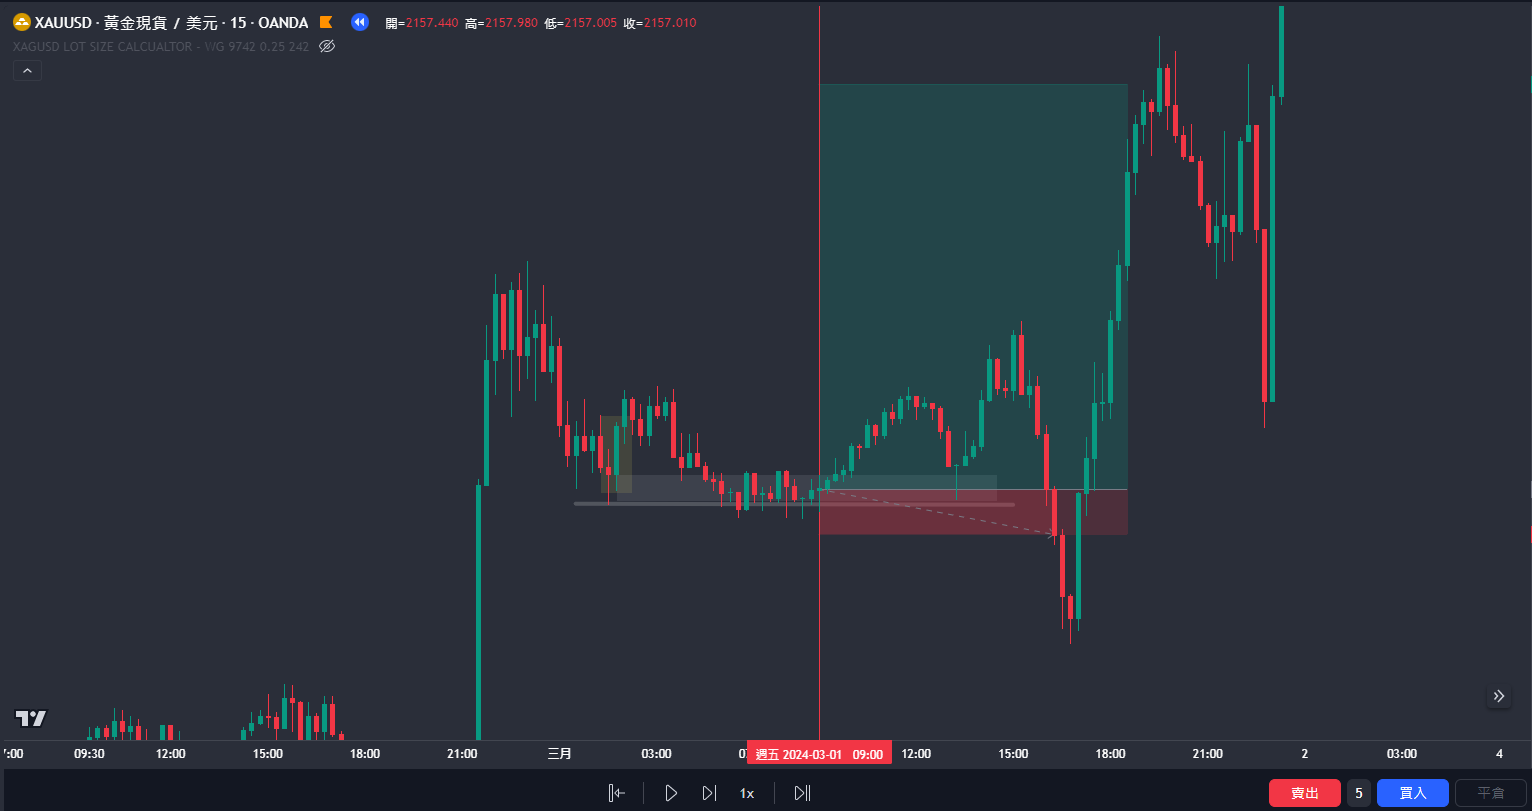 XAUUSD · 黃金現貨 / 美元 · 15 · OANDA 開=2157.440 高=2157.980 低=2157.005 收=2157.010
XAGUSD LOT SIZE CALCUALTOR - WG 9742 0.25 242
7:00 09:30 12:00 15:00 18:00 21:00 三月 03:00 週五 2024-03-01 09:00 12:00 15:00 18:00 21:00 2 03:00 4
1x 賣出 5 買入 平倉